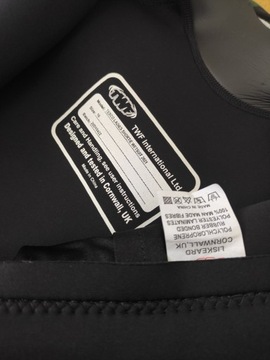 TWF
TWF International Ltd
Care and Handling, see user instructions
Designed and tested in Cornwall, UK
Made in China
100% MAN MADE FIBRES
POLYESTER LAMINATES
RUBBER BONDED
POLYCHLOROPRENE
CORNWALL.UK
LISKEARD